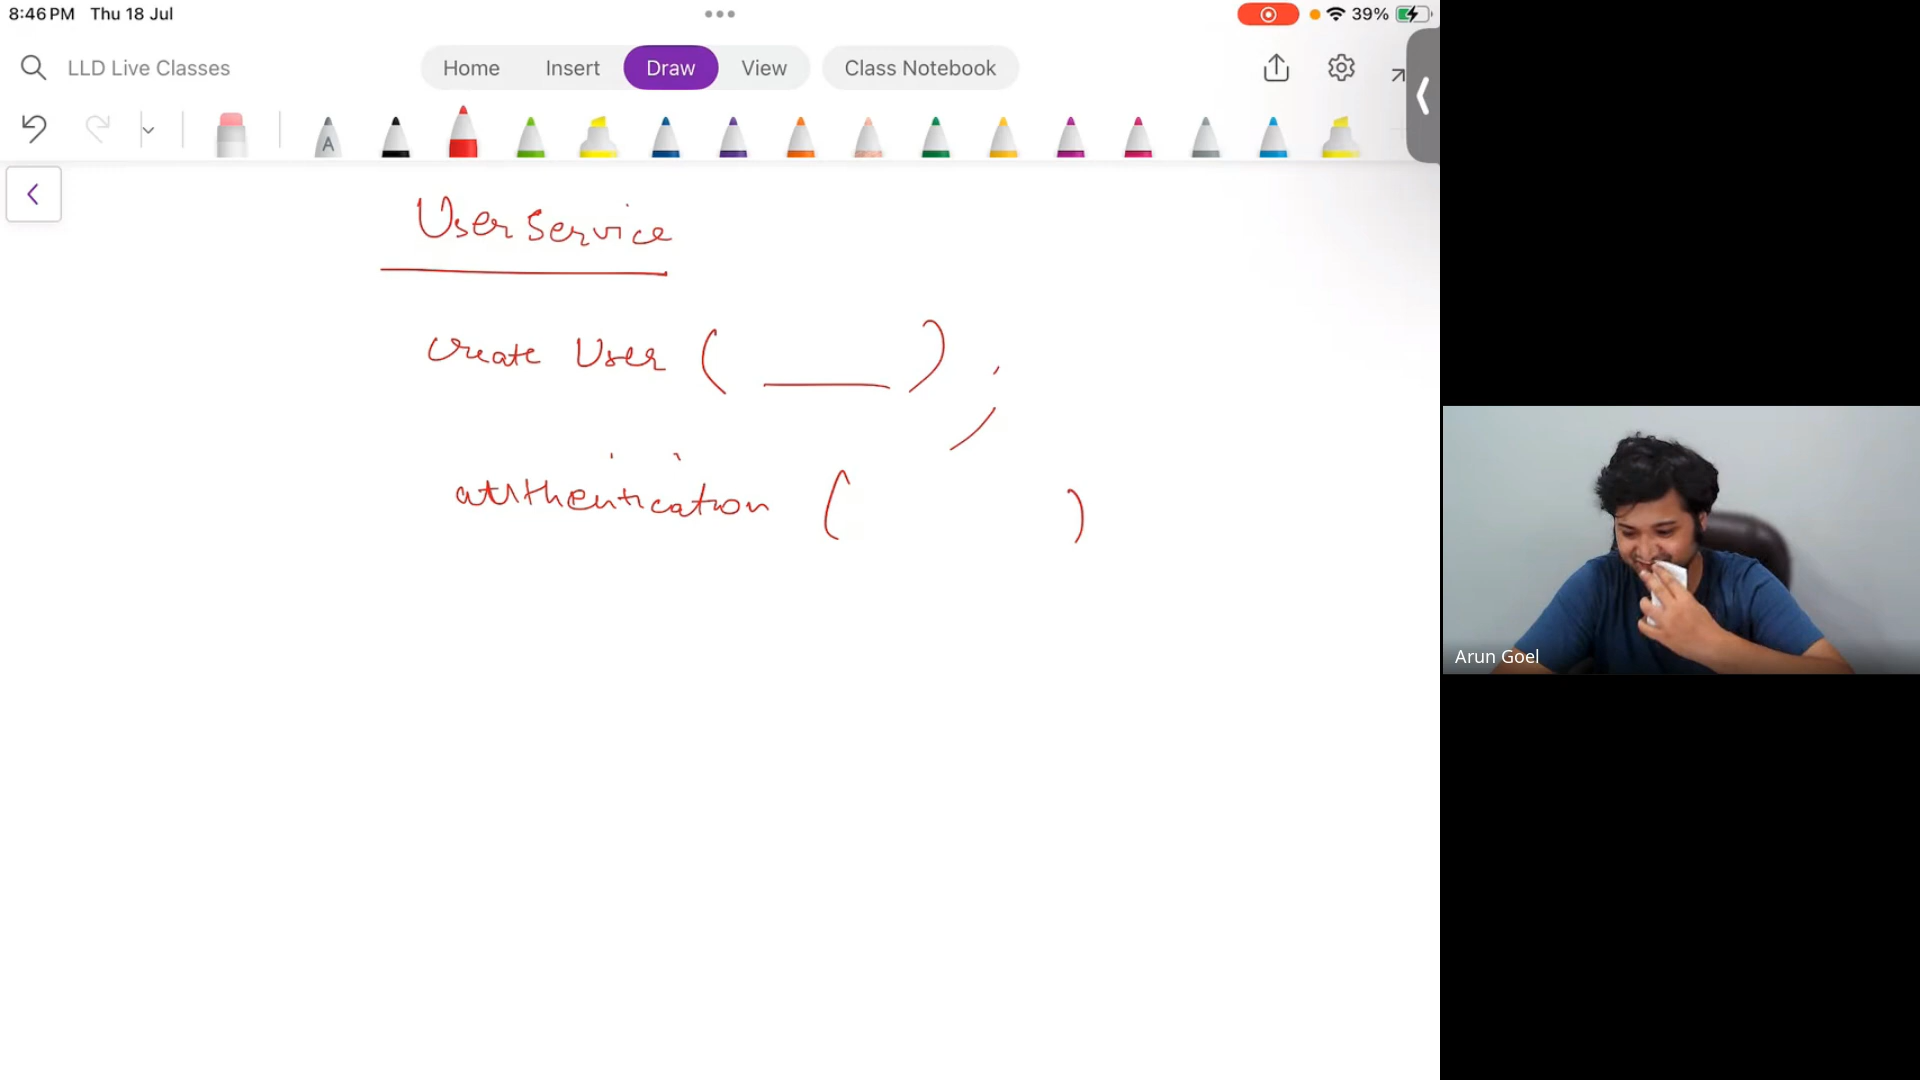 8:46 PM Thu 18 Jul
39%
LLD Live Classes
Home Insert Draw View Class Notebook
A
User Service
create User ( ____ ) ;
authentication ( )
Arun Goel